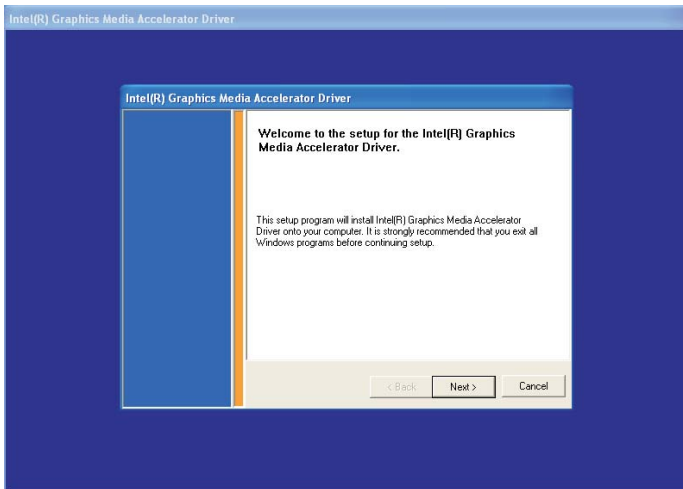 Intel(R) Graphics Media Accelerator Driver
Intel(R) Graphics Media Accelerator Driver
Welcome to the setup for the Intel(R) Graphics
Media Accelerator Driver.
This setup program will install Intel(R) Graphics Media Accelerator
Driver onto your computer. It is strongly recommended that you exit all
Windows programs before continuing setup.
< Back Next > Cancel